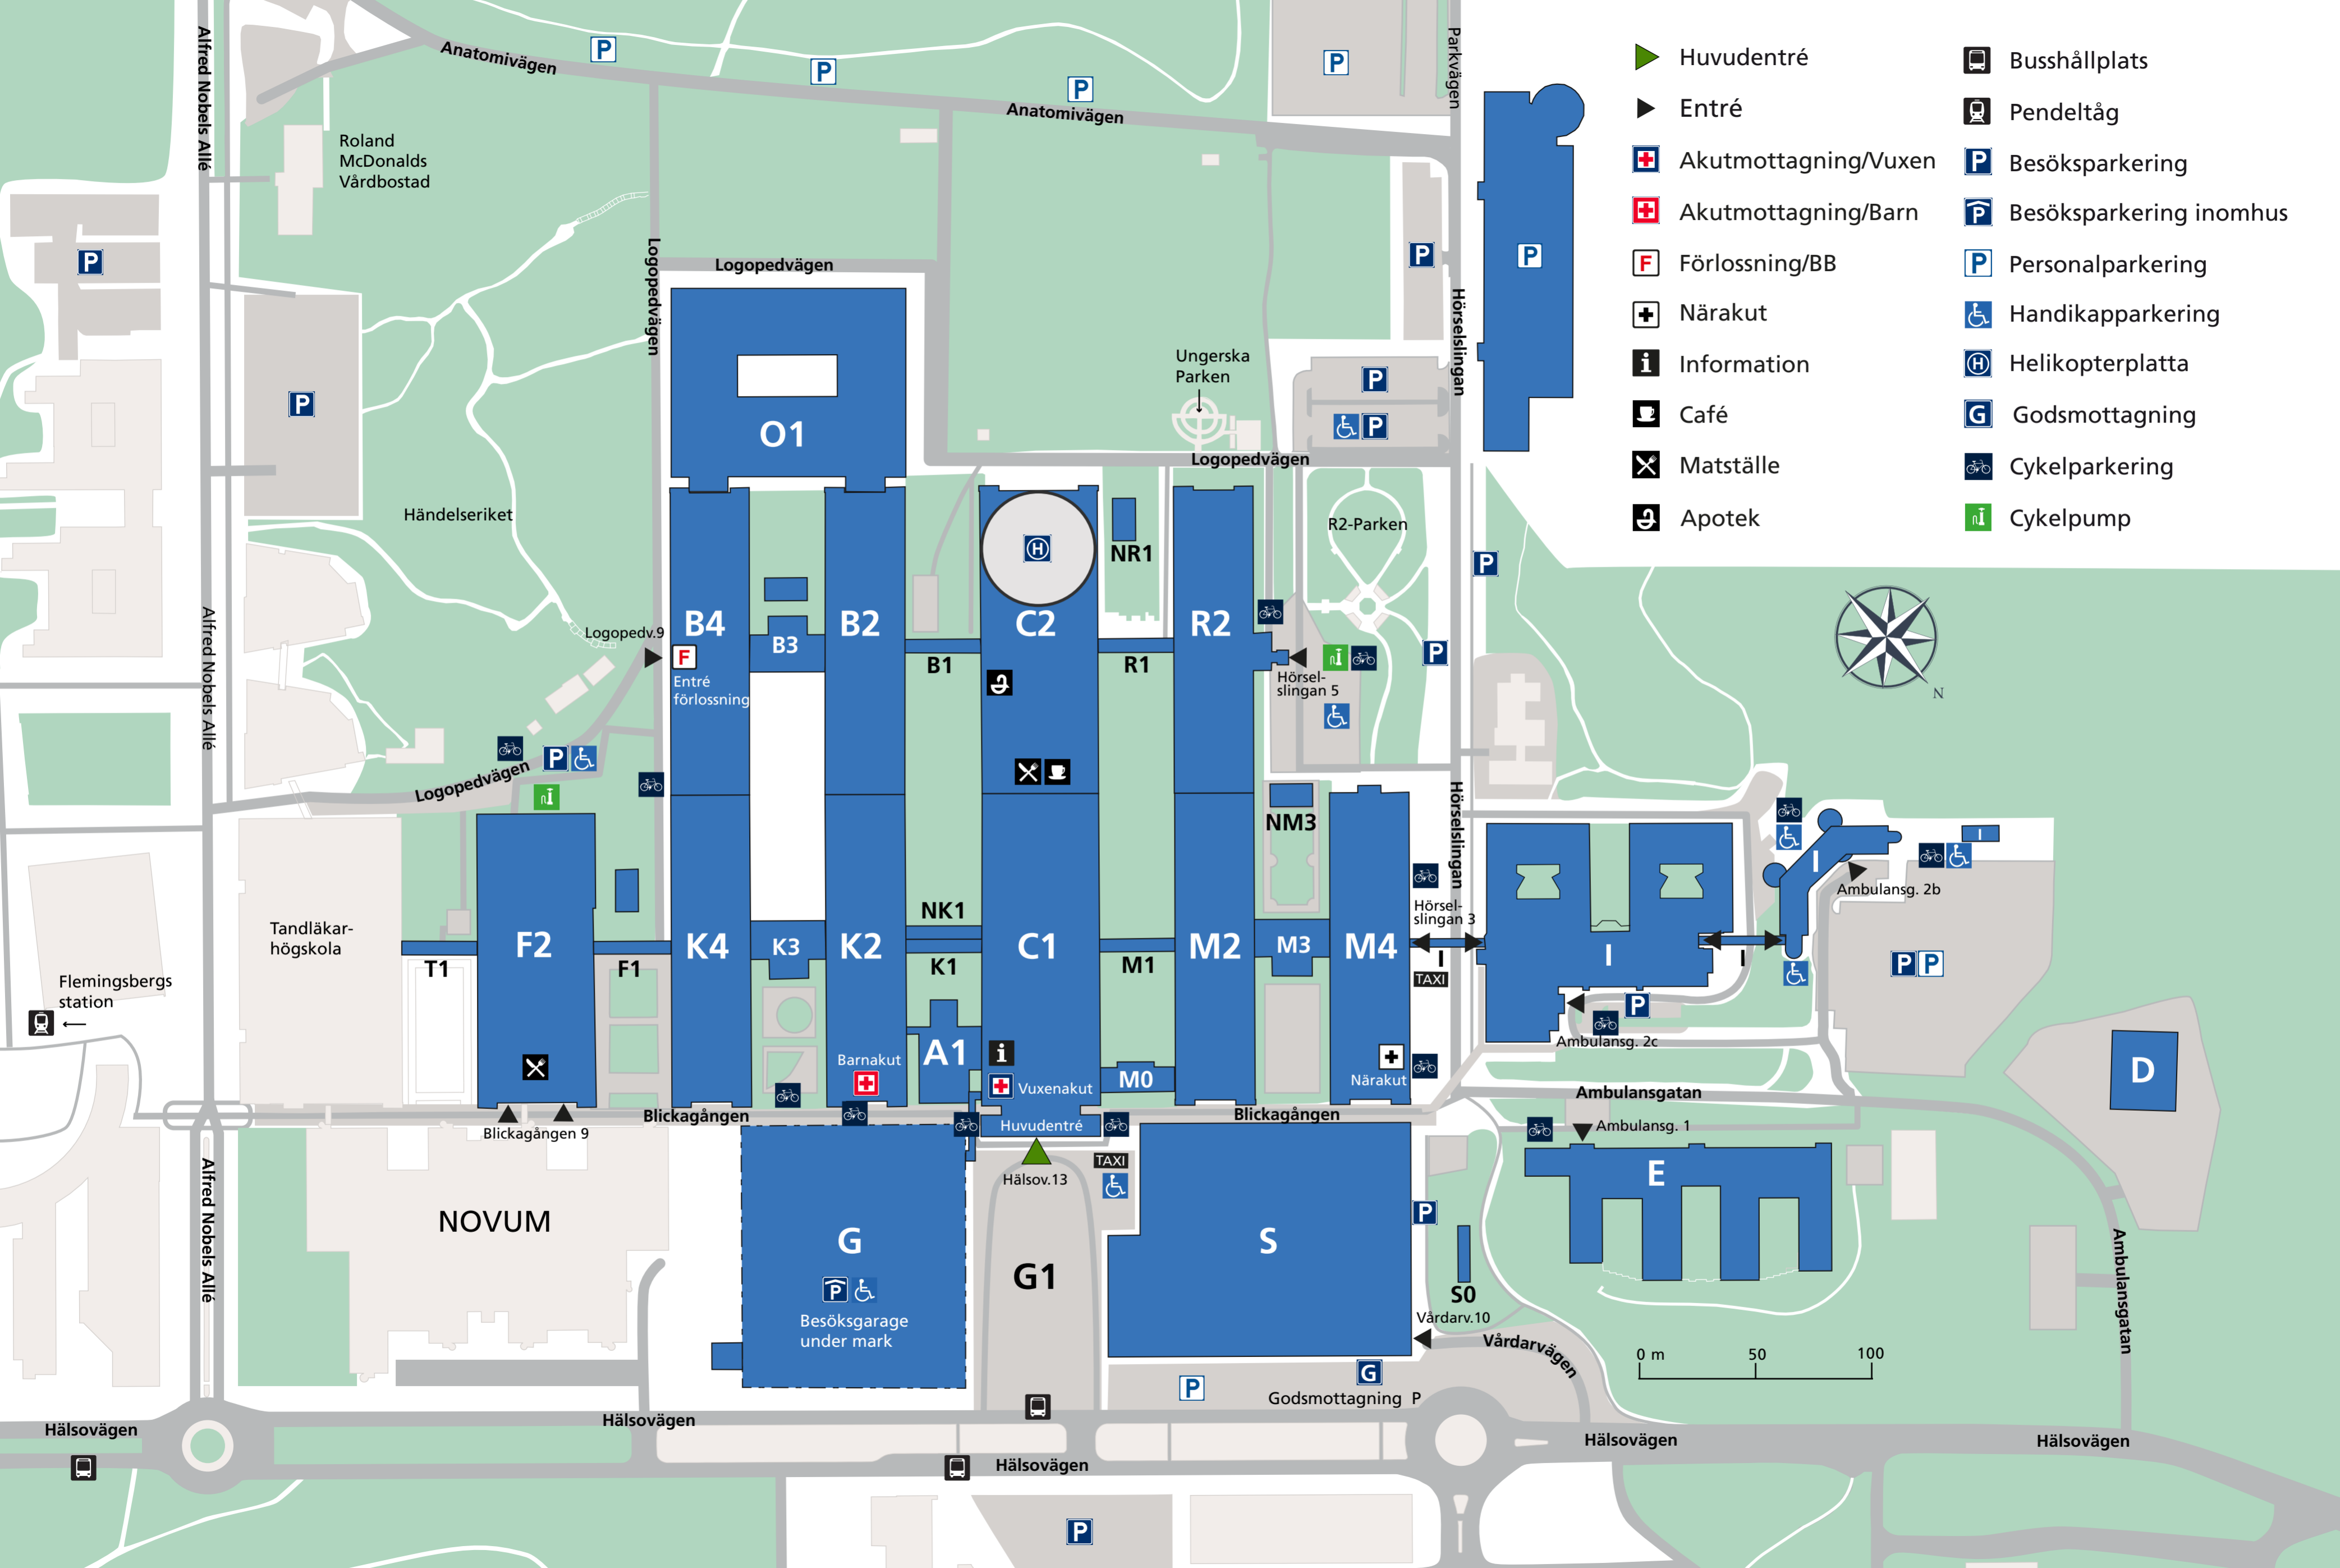 Alfred Nobels Allé
Anatomivägen
P
P
P
P
Anatomivägen
Parkvägen
Huvudentré
Entré
Akutmottagning/Vuxen
Akutmottagning/Barn
F
Förlossning/BB
Närakut
i
Information
Café
Matställe
Apotek
Busshållplats
Pendeltåg
P
Besöksparkering
P
Besöksparkering inomhus
P
Personalparkering
Handikapparkering
H
Helikopterplatta
G
Godsmottagning
Cykelparkering
Cykelpump
Roland
McDonalds
Vårdbostad
P
P
P
P
Logopedvägen
Logopedvägen
Hörselslingan
Ungerska
Parken
P
P
P
O1
Logopedvägen
Händelseriket
R2-Parken
H
NR1
P
Alfred Nobels Allé
Logopedv.9
B4
B3
B2
C2
R2
F
Entré
förlossning
B1
R1
Hörsel-
slingan 5
P
N
P
Logopedvägen
Hörselslingan
NM3
I
I
Ambulansg. 2b
Tandläkar-
högskola
NK1
Hörsel-
slingan 3
F2
K4
K3
K2
C1
M2
M3
M4
I
I
I
T1
F1
K1
M1
TAXI
P
P
Flemingsbergs
station
P
Ambulansg. 2c
Barnakut
A1
i
Vuxenakut
M0
Närakut
D
Ambulansgatan
Blickagången
Blickagången
Huvudentré
Blickagången 9
Ambulansg. 1
TAXI
Hälsov.13
E
Alfred Nobels Allé
NOVUM
G
G1
S
P
P
Besöksgarage
under mark
S0
Vårdarv.10
Vårdarvägen
Ambulansgatan
0 m
50
100
G
P
Godsmottagning P
Hälsovägen
Hälsovägen
Hälsovägen
Hälsovägen
Hälsovägen
P